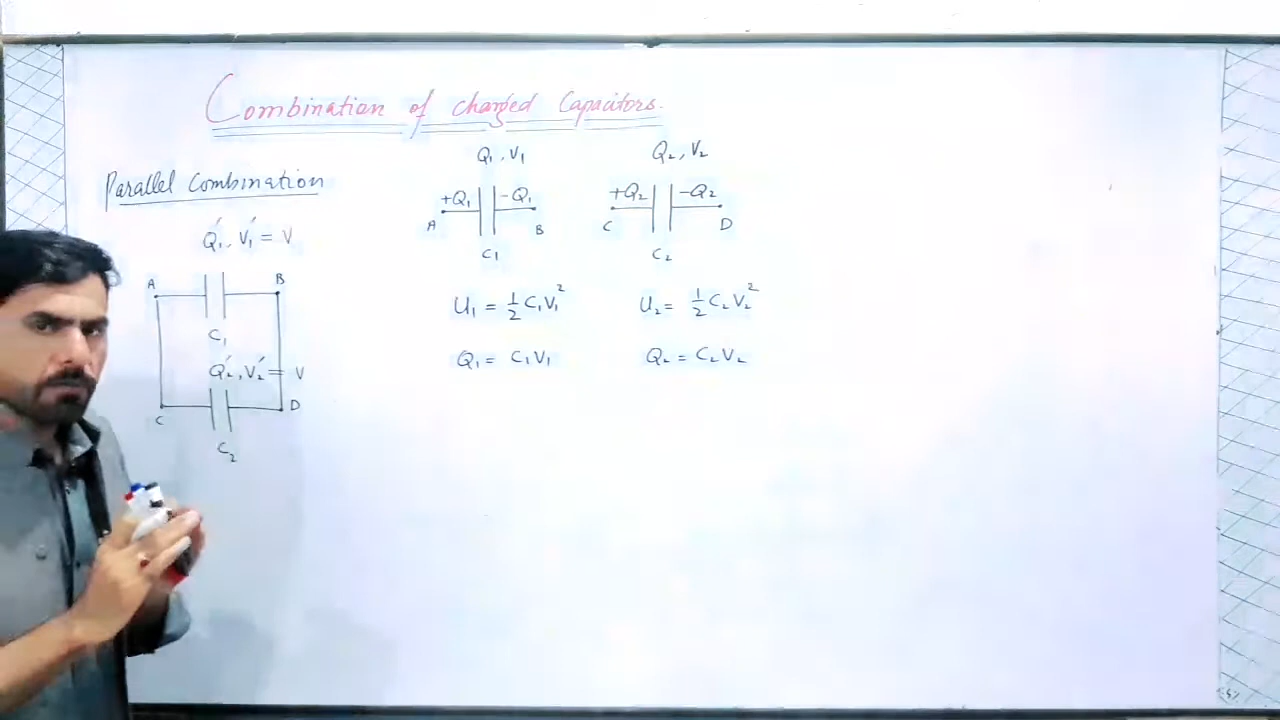 Combination of charged Capacitors.
Parallel Combination
Q₁′, V₁′ = V
A
B
C₁
Q₂′, V₂′ = V
C
D
C₂
Q₁, V₁
+Q₁
-Q₁
A
B
C₁
U₁ = ½ C₁V₁²
Q₁ = C₁V₁
Q₂, V₂
+Q₂
-Q₂
C
D
C₂
U₂ = ½ C₂V₂²
Q₂ = C₂V₂